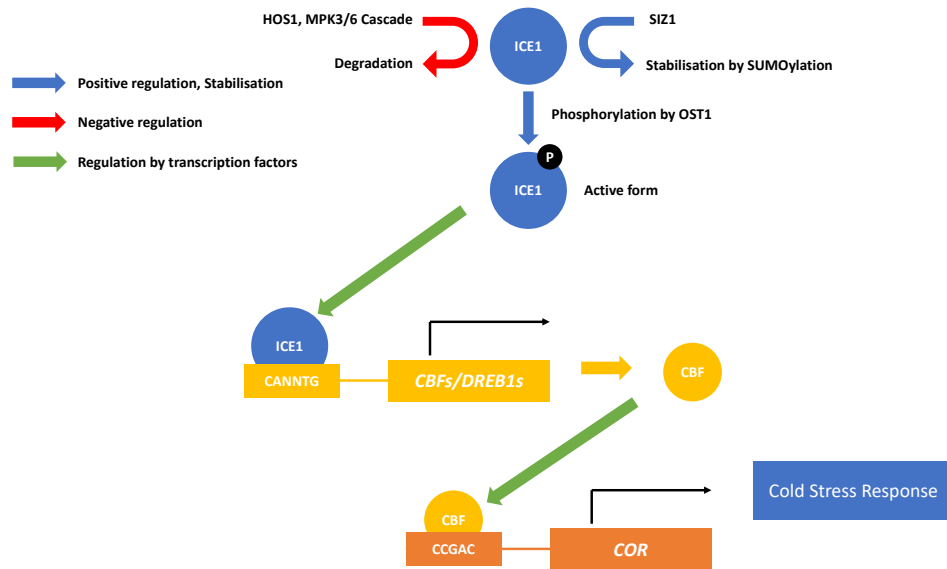 HOS1, MPK3/6 Cascade
ICE1
SIZ1
Degradation
Stabilisation by SUMOylation
Positive regulation, Stabilisation
Negative regulation
Regulation by transcription factors
Phosphorylation by OST1
P
ICE1
Active form
ICE1
CANNTG
CBFs/DREB1s
CBF
CBF
CCGAC
COR
Cold Stress Response